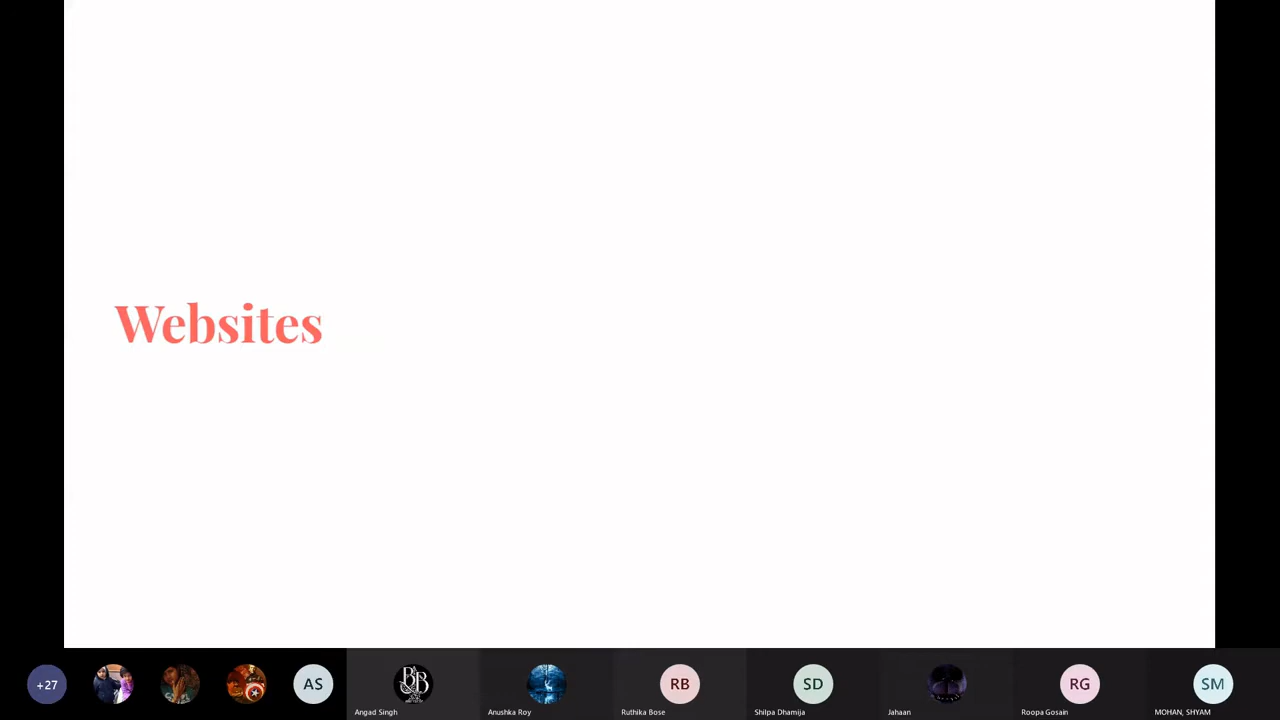 Websites
+27
AS
BB
RB
SD
RG
SM
Angad Singh
Anushka Roy
Ruthika Bose
Shilpa Dhamija
Jahaan
Roopa Gosain
MOHAN, SHYAM